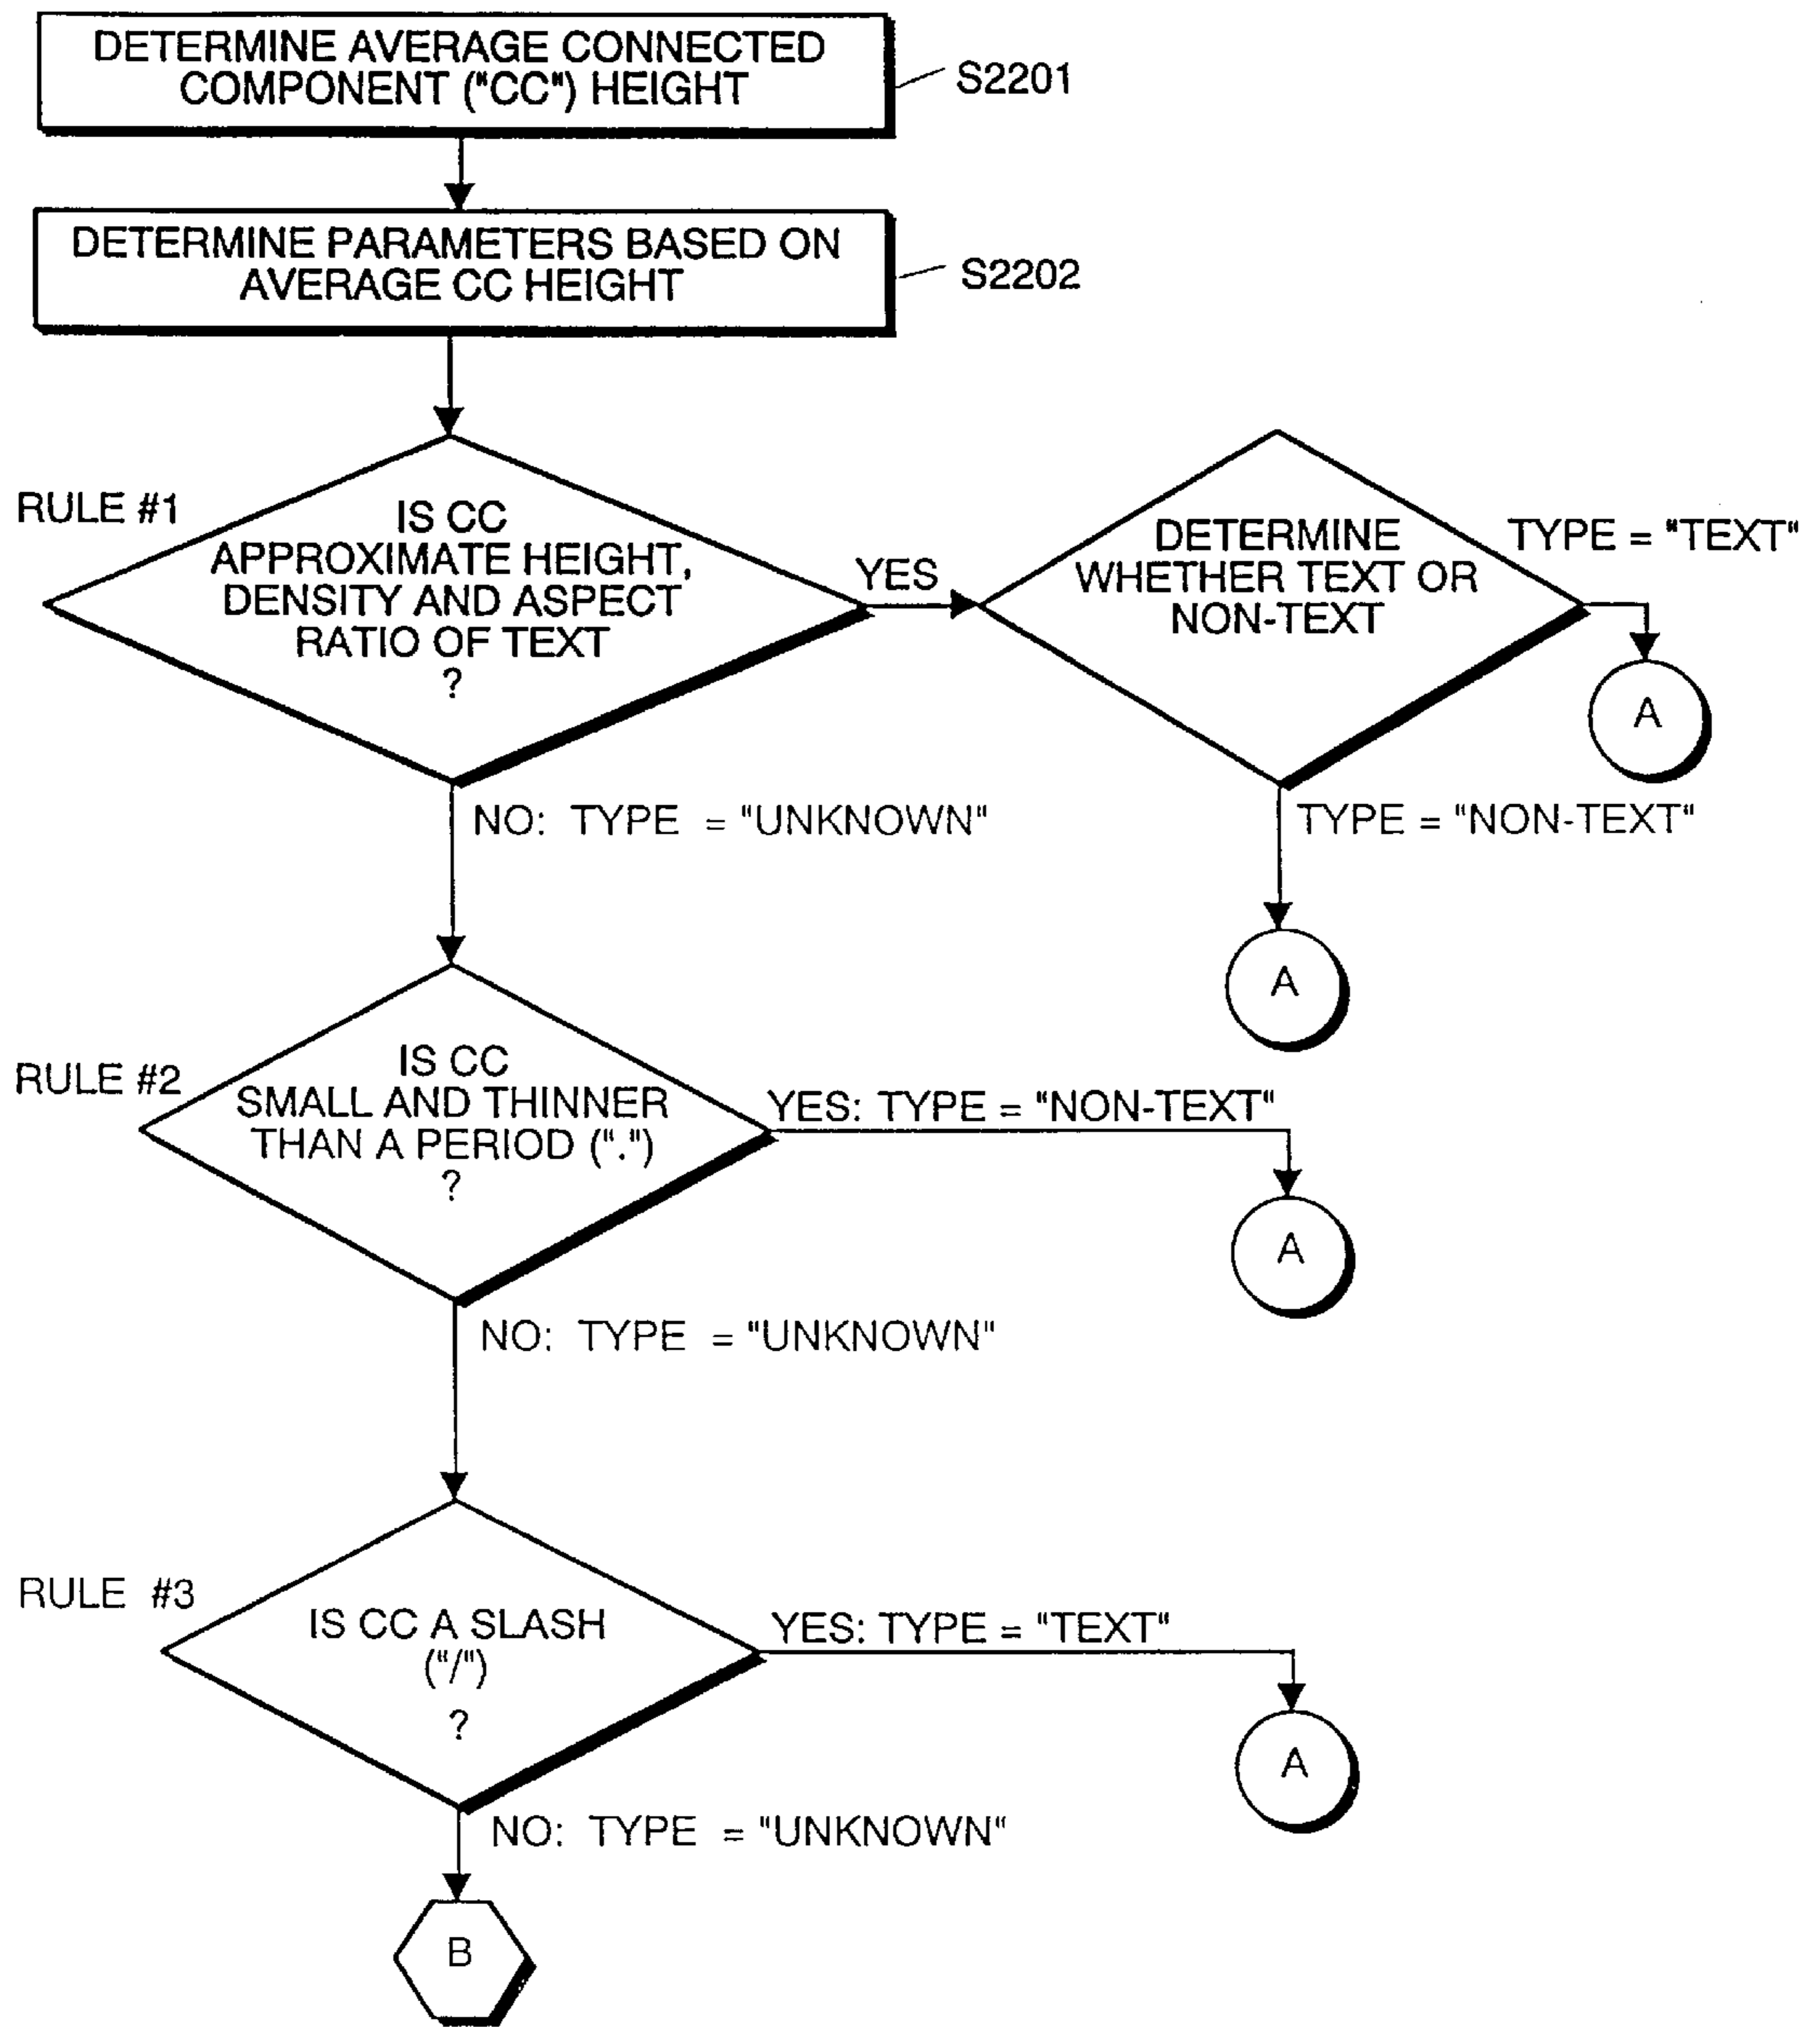 DETERMINE AVERAGE CONNECTED
COMPONENT ("CC") HEIGHT
S2201
DETERMINE PARAMETERS BASED ON
AVERAGE CC HEIGHT
S2202
RULE #1
IS CC
APPROXIMATE HEIGHT,
DENSITY AND ASPECT
RATIO OF TEXT
?
YES
DETERMINE
WHETHER TEXT OR
NON-TEXT
TYPE = "TEXT"
A
NO: TYPE = "UNKNOWN"
TYPE = "NON-TEXT"
A
RULE #2
IS CC
SMALL AND THINNER
THAN A PERIOD (".")
?
YES: TYPE = "NON-TEXT"
A
NO: TYPE = "UNKNOWN"
RULE #3
IS CC A SLASH
("/")
?
YES: TYPE = "TEXT"
A
NO: TYPE = "UNKNOWN"
B